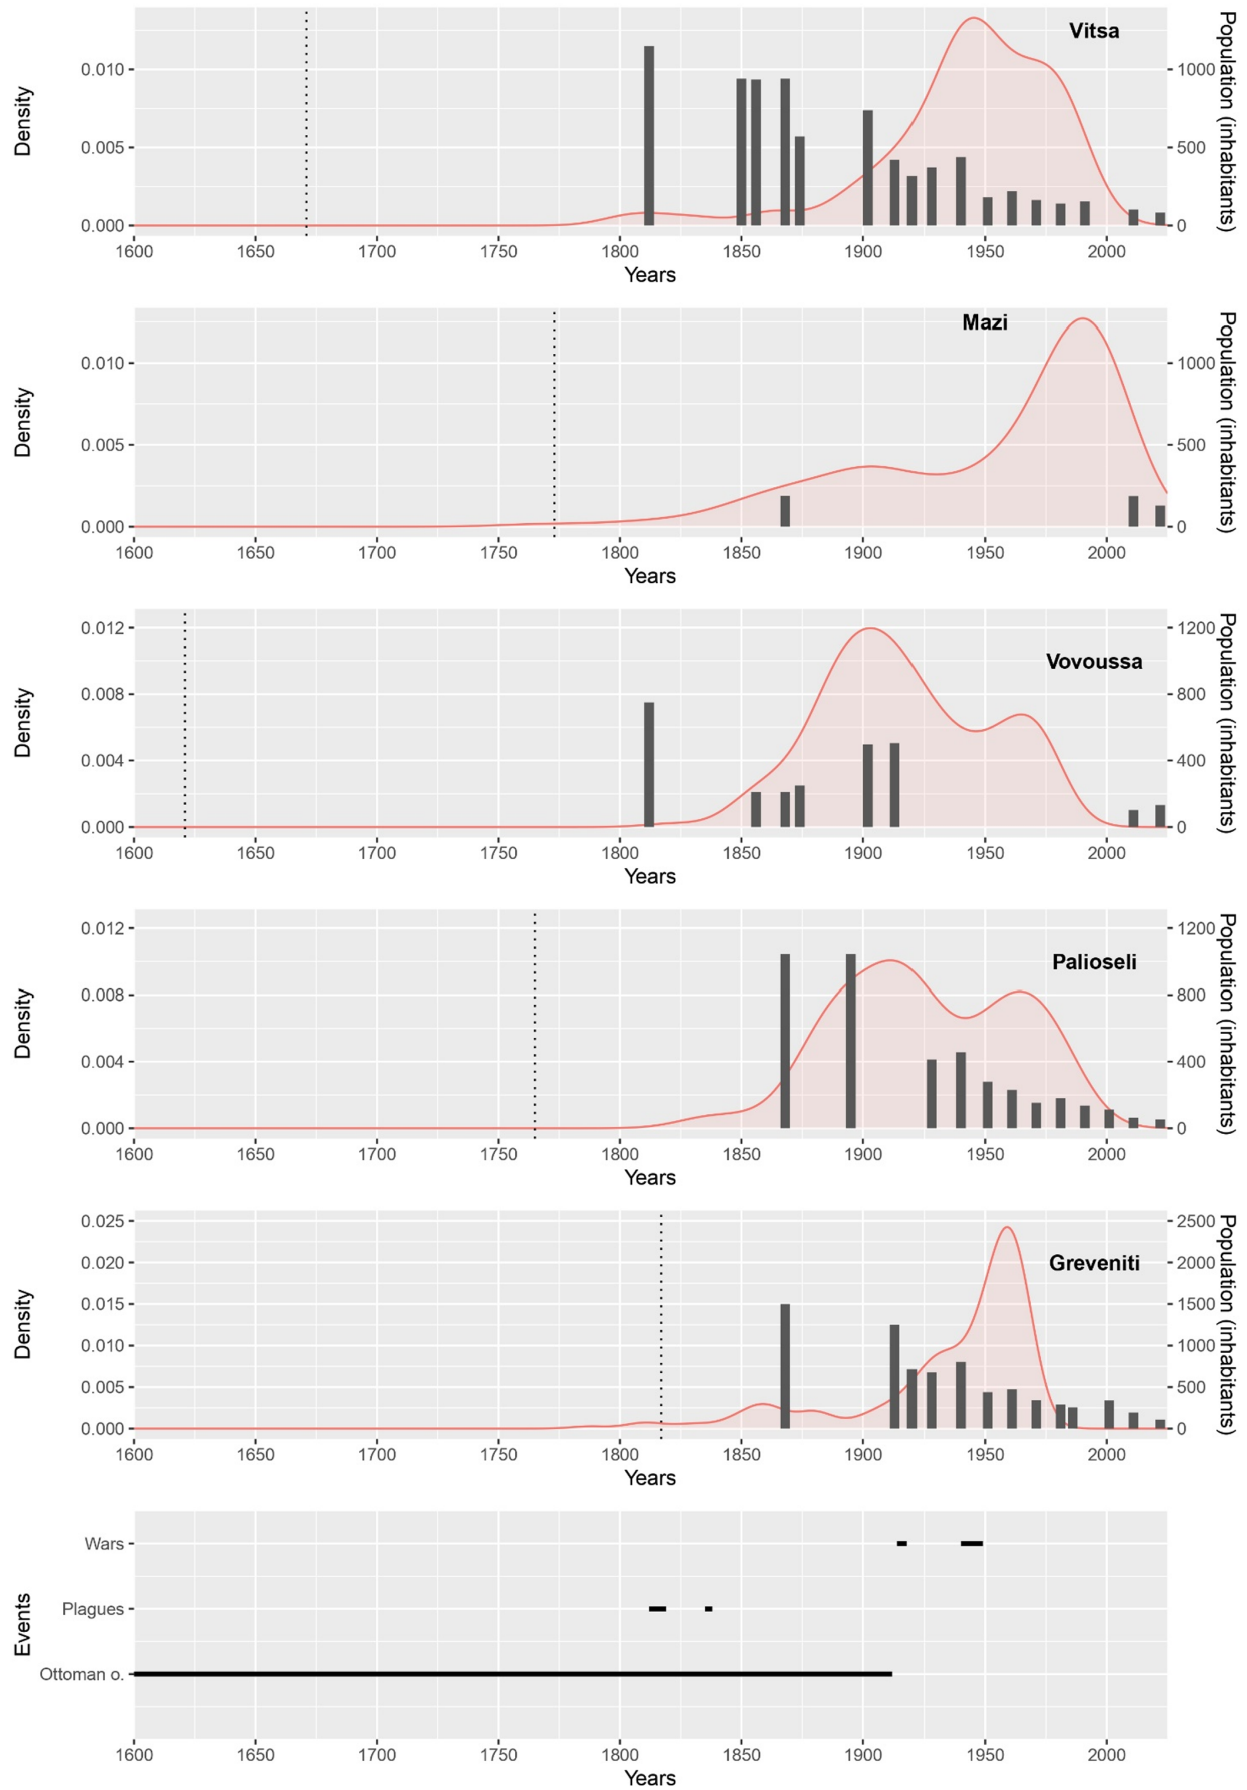 Vitsa
Density
0.010
0.005
0.000
1000
500
0
Population (inhabitants)
1600 1650 1700 1750 1800 1850 1900 1950 2000
Years
Mazi
Density
0.010
0.005
0.000
1000
500
0
Population (inhabitants)
1600 1650 1700 1750 1800 1850 1900 1950 2000
Years
Vovoussa
Density
0.012
0.008
0.004
0.000
1200
800
400
0
Population (inhabitants)
1600 1650 1700 1750 1800 1850 1900 1950 2000
Years
Palioseli
Density
0.012
0.008
0.004
0.000
1200
800
400
0
Population (inhabitants)
1600 1650 1700 1750 1800 1850 1900 1950 2000
Years
Greveniti
Density
0.025
0.020
0.015
0.010
0.005
0.000
2500
2000
1500
1000
500
0
Population (inhabitants)
1600 1650 1700 1750 1800 1850 1900 1950 2000
Years
Events
Wars
Plagues
Ottoman o.
1600 1650 1700 1750 1800 1850 1900 1950 2000
Years